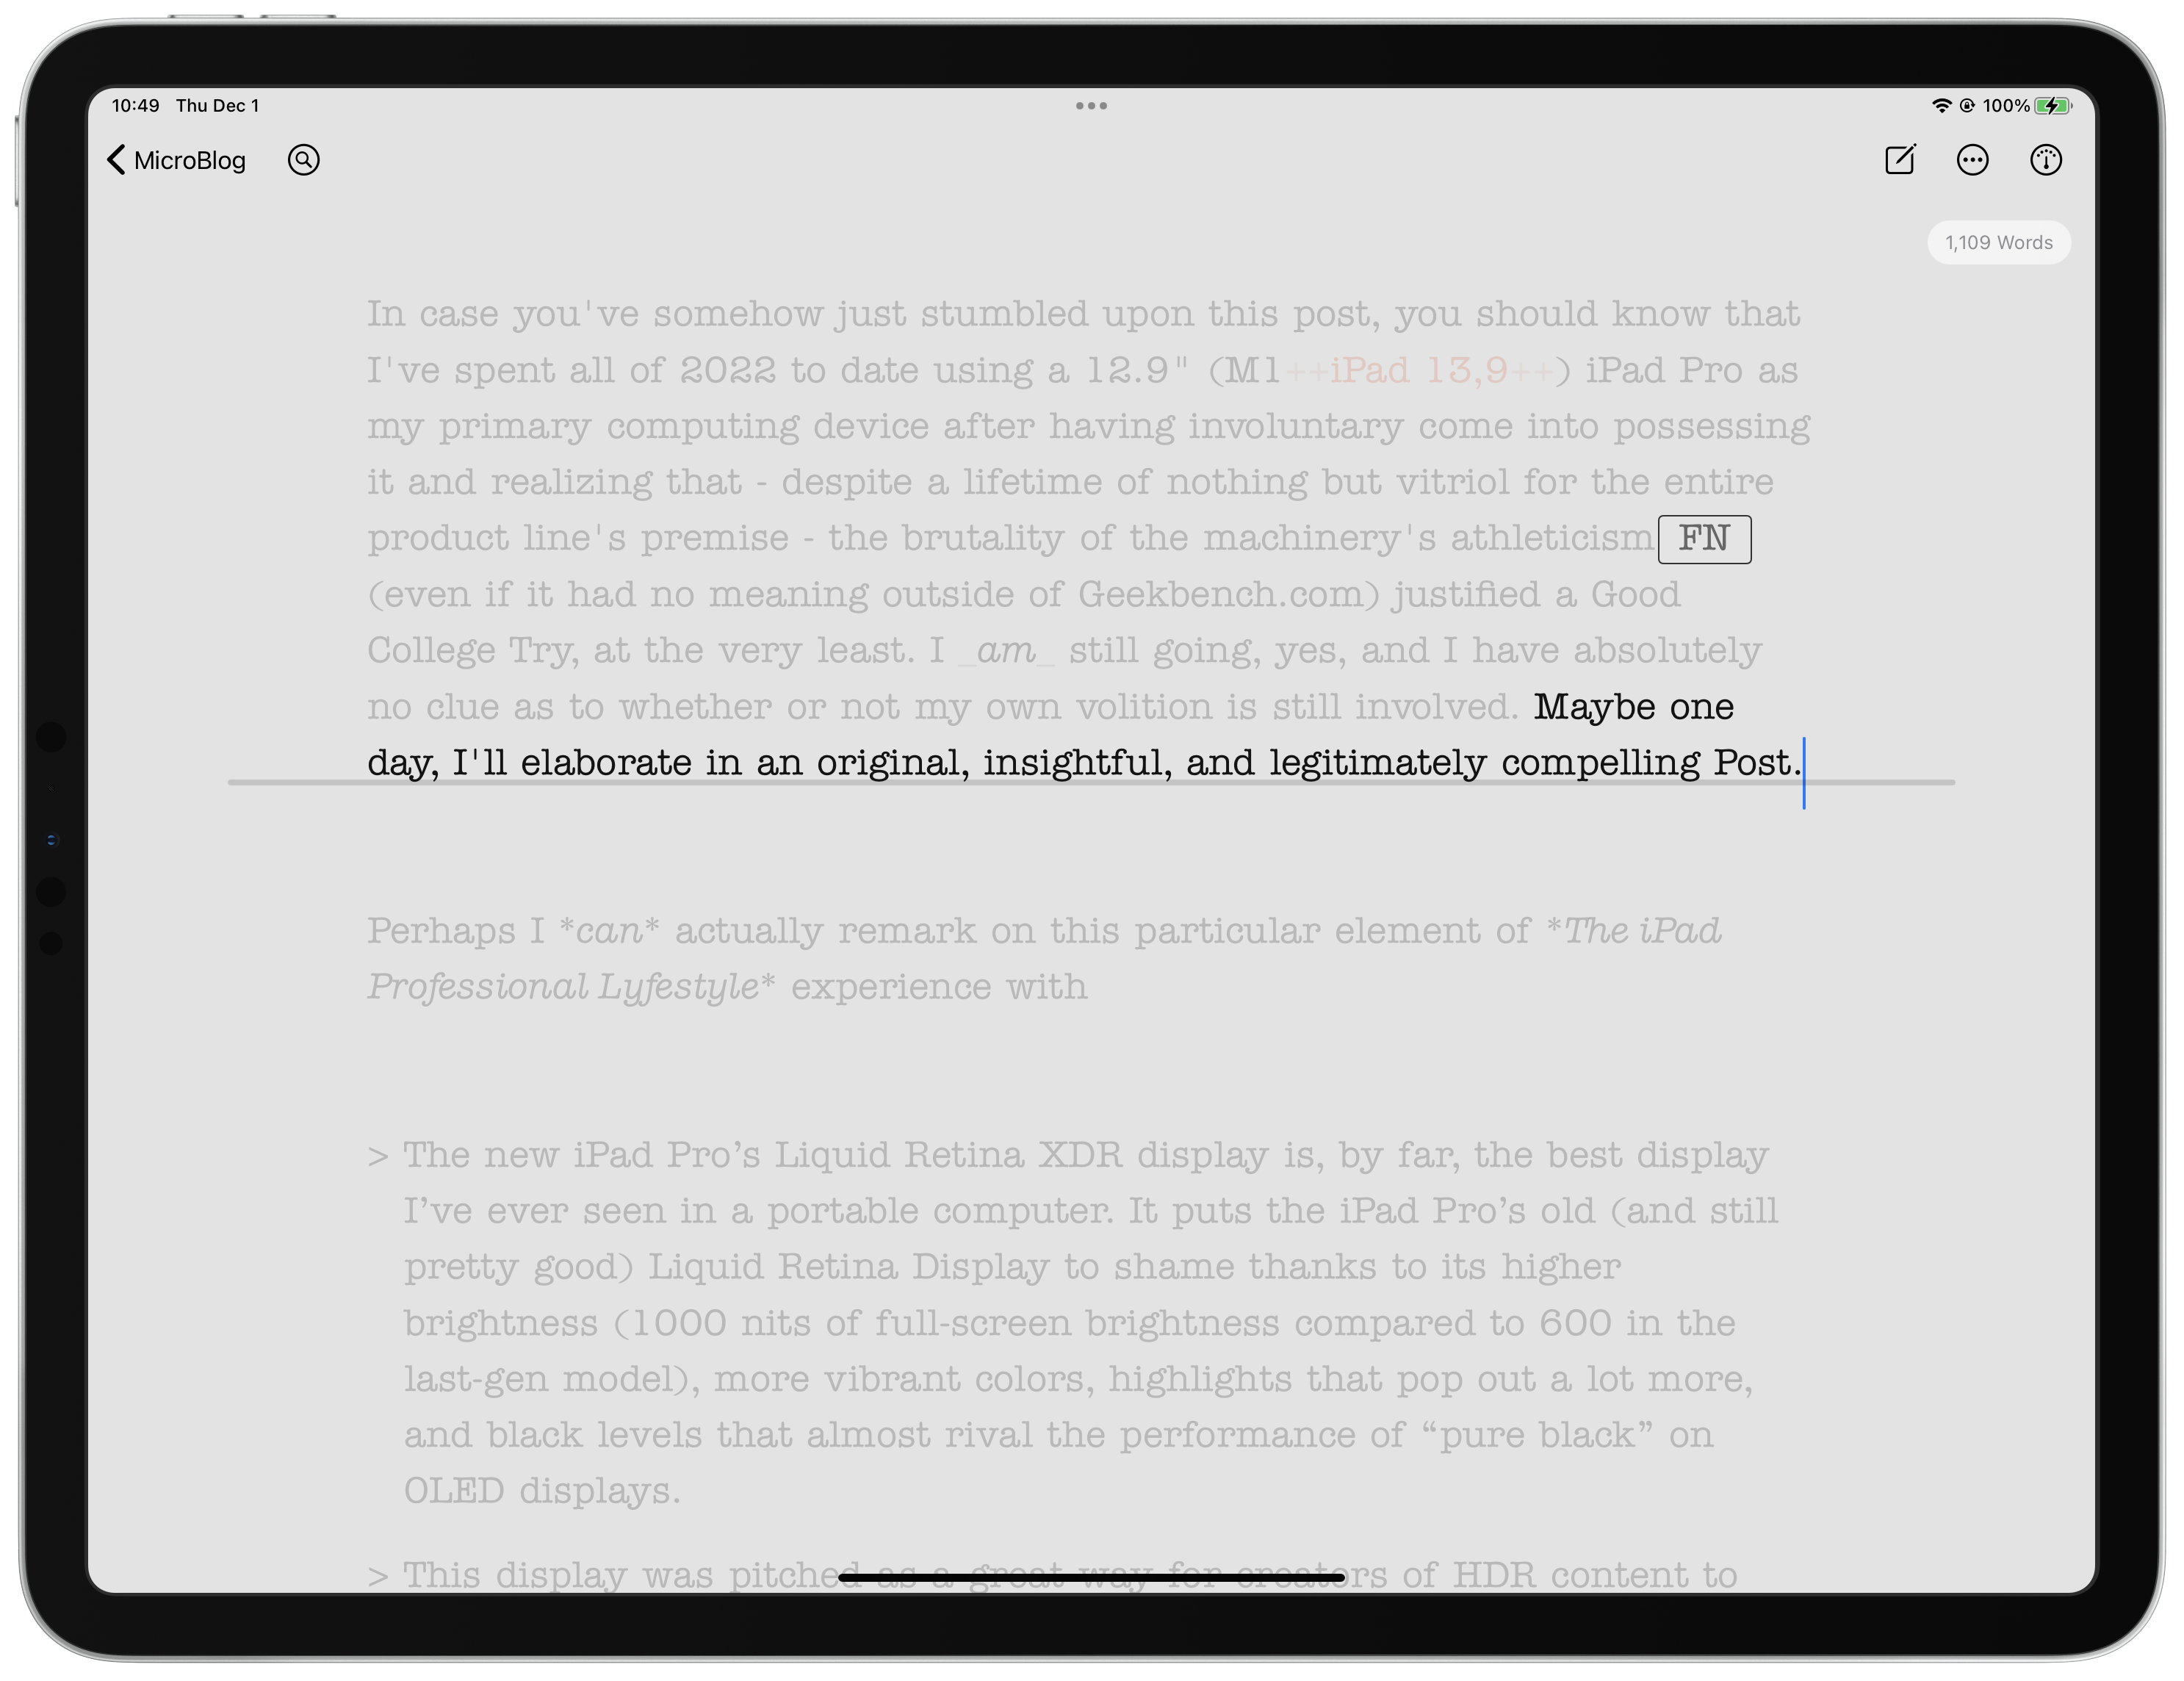 10:49 Thu Dec 1
100%
MicroBlog
1,109 Words
In case you've somehow just stumbled upon this post, you should know that
I've spent all of 2022 to date using a 12.9" (M1++iPad 13,9++) iPad Pro as
my primary computing device after having involuntary come into possessing
it and realizing that - despite a lifetime of nothing but vitriol for the entire
product line's premise - the brutality of the machinery's athleticism FN
(even if it had no meaning outside of Geekbench.com) justified a Good
College Try, at the very least. I _am_ still going, yes, and I have absolutely
no clue as to whether or not my own volition is still involved. Maybe one
day, I'll elaborate in an original, insightful, and legitimately compelling Post.
Perhaps I *can* actually remark on this particular element of *The iPad
Professional Lyfestyle* experience with
> The new iPad Pro’s Liquid Retina XDR display is, by far, the best display
I’ve ever seen in a portable computer. It puts the iPad Pro’s old (and still
pretty good) Liquid Retina Display to shame thanks to its higher
brightness (1000 nits of full-screen brightness compared to 600 in the
last-gen model), more vibrant colors, highlights that pop out a lot more,
and black levels that almost rival the performance of “pure black” on
OLED displays.
> This display was pitched as a great way for creators of HDR content to